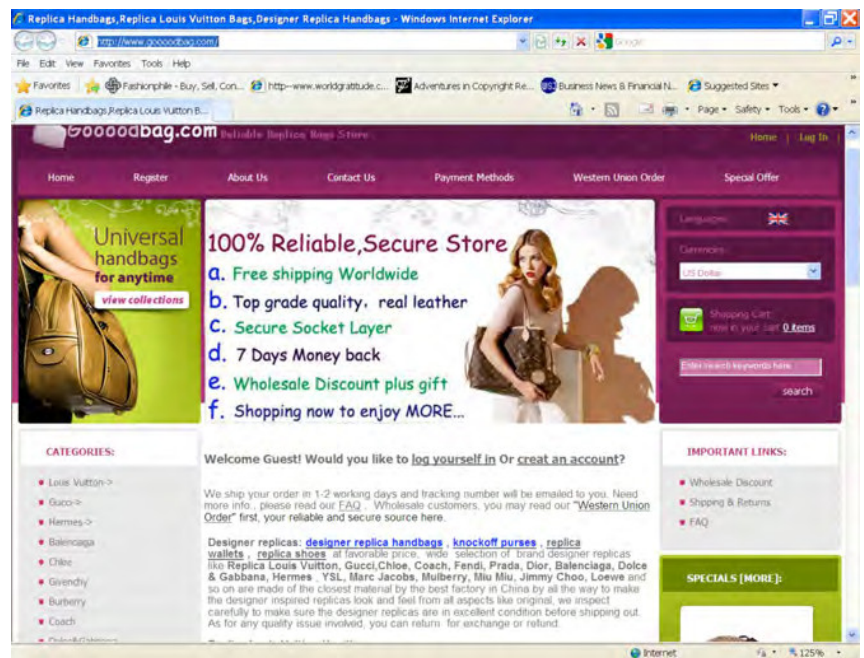 Replica Handbags,Replica Louis Vuitton Bags,Designer Replica Handbags - Windows Internet Explorer
http://www.goooodbag.com/
Google
File Edit View Favorites Tools Help
Favorites Fashionphile - Buy, Sell, Con... http--www.worldgratitude.c... Adventures in Copyright Re... Business News & Financial N... Suggested Sites
Replica Handbags,Replica Louis Vuitton B...
Page Safety Tools
Goooodbag.com Reliable Replica Bags Store
Home | Log In
Home Register About Us Contact Us Payment Methods Western Union Order Special Offer
Universal
handbags
for anytime
view collections
100% Reliable,Secure Store
a. Free shipping Worldwide
b. Top grade quality, real leather
c. Secure Socket Layer
d. 7 Days Money back
e. Wholesale Discount plus gift
f. Shopping now to enjoy MORE...
Languages:
Currencies:
US Dollar
Shopping Cart:
now in your cart 0 items
Enter search keywords here
search
CATEGORIES:
Louis Vuitton->
Gucci->
Hermes->
Balenciaga
Chloe
Givenchy
Burberry
Coach
Dolce&Gabbana
Welcome Guest! Would you like to log yourself in Or creat an account?
We ship your order in 1-2 working days and tracking number will be emailed to you. Need
more info., please read our FAQ . Wholesale customers, you may read our "Western Union
Order" first, your reliable and secure source here.
Designer replicas: designer replica handbags , knockoff purses , replica
wallets , replica shoes at favorable price, wide selection of brand designer replicas
like Replica Louis Vuitton, Gucci,Chloe, Coach, Fendi, Prada, Dior, Balenciaga, Dolce
& Gabbana, Hermes , YSL, Marc Jacobs, Mulberry, Miu Miu, Jimmy Choo, Loewe and
so on are made of the closest material by the best factory in China by all the way to make
the designer inspired replicas look and feel from all aspects like original, we inspect
carefully to make sure the designer replicas are in excellent condition before shipping out.
As for any quality issue involved, you can return for exchange or refund.
IMPORTANT LINKS:
Wholesale Discount
Shipping & Returns
FAQ
SPECIALS [MORE]:
Internet
125%